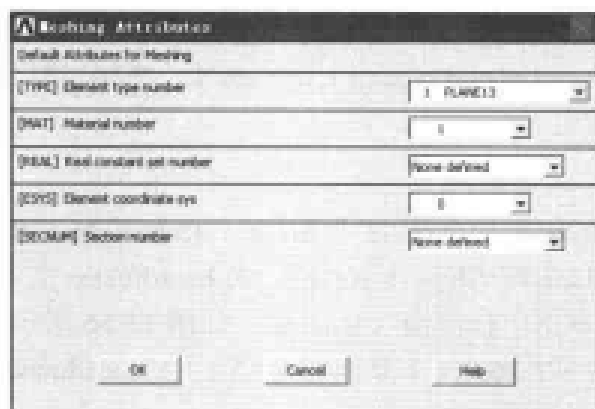 Meshing Attributes
Default Attributes for Meshing
[TYPE] Element type number 1 PLANE13
[MAT] Material number 1
[REAL] Real constant set number None defined
[ESYS] Element coordinate sys 0
[SECNUM] Section number None defined
OK Cancel Help